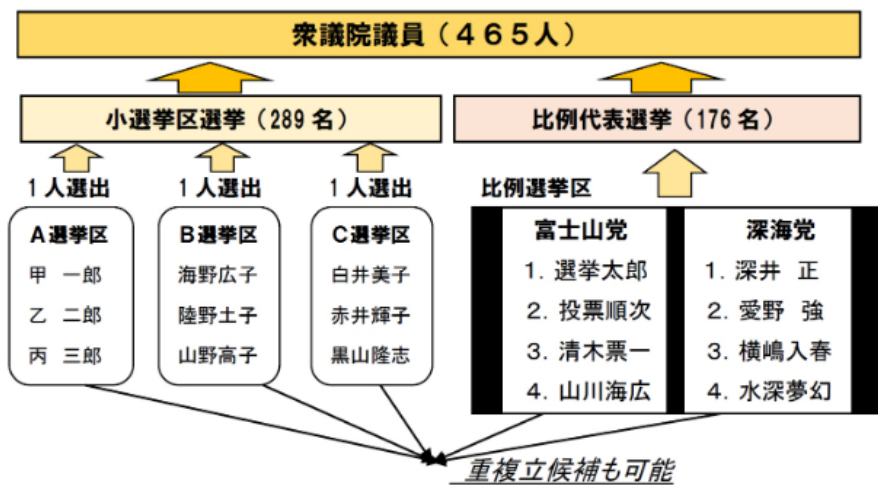 衆議院議員（４６５人）
小選挙区選挙（289 名）
比例代表選挙（176 名）
１人選出
１人選出
１人選出
比例選挙区
Ａ選挙区
甲　一郎
乙　二郎
丙　三郎
Ｂ選挙区
海野広子
陸野土子
山野高子
Ｃ選挙区
白井美子
赤井輝子
黒山隆志
富士山党
1．選挙太郎
2．投票順次
3．清木票一
4．山川海広
深海党
1．深井　正
2．愛野　強
3．横嶋入春
4．水深夢幻
重複立候補も可能